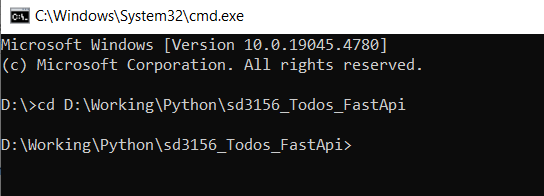 C:\Windows\System32\cmd.exe
Microsoft Windows [Version 10.0.19045.4780]
(c) Microsoft Corporation. All rights reserved.
D:\>cd D:\Working\Python\sd3156_Todos_FastApi
D:\Working\Python\sd3156_Todos_FastApi>